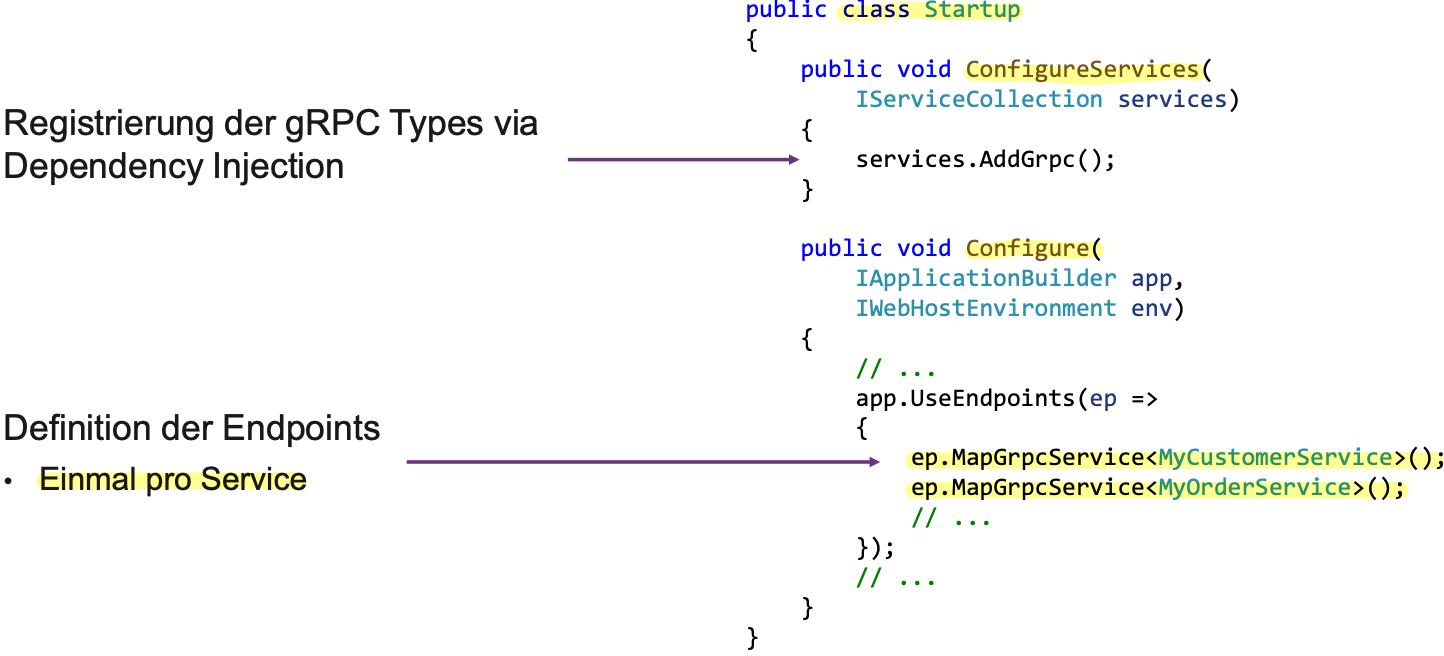 public class Startup
{
public void ConfigureServices(
IServiceCollection services)
{
services.AddGrpc();
}
Registrierung der gRPC Types via
Dependency Injection
public void Configure(
IApplicationBuilder app,
IWebHostEnvironment env)
{
// ...
app.UseEndpoints(ep =>
{
ep.MapGrpcService<MyCustomerService>();
ep.MapGrpcService<MyOrderService>();
// ...
});
// ...
}
}
Definition der Endpoints
• Einmal pro Service